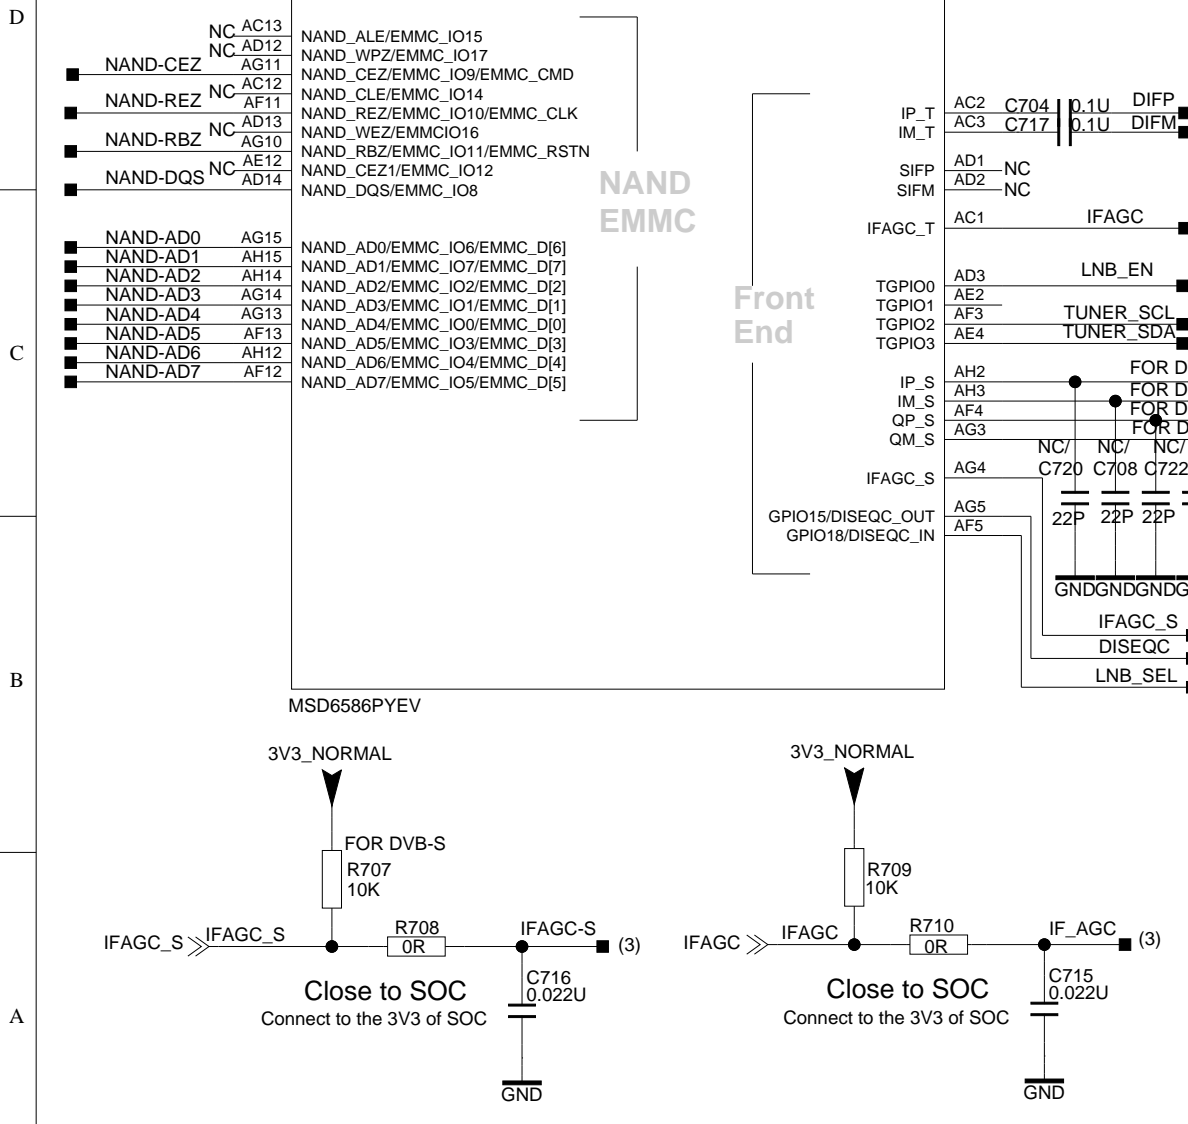 D
NC AC13 NAND_ALE/EMMC_IO15
NC AD12 NAND_WPZ/EMMC_IO17
NAND-CEZ AG11 NAND_CEZ/EMMC_IO9/EMMC_CMD
NC AC12 NAND_CLE/EMMC_IO14
NAND-REZ AF11 NAND_REZ/EMMC_IO10/EMMC_CLK
NC AD13 NAND_WEZ/EMMCIO16
NAND-RBZ AG10 NAND_RBZ/EMMC_IO11/EMMC_RSTN
NC AE12 NAND_CEZ1/EMMC_IO12
NAND-DQS AD14 NAND_DQS/EMMC_IO8
NAND
EMMC
NAND-AD0 AG15 NAND_AD0/EMMC_IO6/EMMC_D[6]
NAND-AD1 AH15 NAND_AD1/EMMC_IO7/EMMC_D[7]
NAND-AD2 AH14 NAND_AD2/EMMC_IO2/EMMC_D[2]
NAND-AD3 AG14 NAND_AD3/EMMC_IO1/EMMC_D[1]
NAND-AD4 AG13 NAND_AD4/EMMC_IO0/EMMC_D[0]
NAND-AD5 AF13 NAND_AD5/EMMC_IO3/EMMC_D[3]
NAND-AD6 AH12 NAND_AD6/EMMC_IO4/EMMC_D[4]
NAND-AD7 AF12 NAND_AD7/EMMC_IO5/EMMC_D[5]
C
Front
End
IP_T AC2 C704 0.1U DIFP
IM_T AC3 C717 0.1U DIFM
SIFP AD1 NC
SIFM AD2 NC
IFAGC_T AC1 IFAGC
TGPIO0 AD3 LNB_EN
TGPIO1 AE2
TGPIO2 AF3 TUNER_SCL
TGPIO3 AE4 TUNER_SDA
IP_S AH2 FOR D
IM_S AH3 FOR D
QP_S AF4 FOR D
QM_S AG3 FOR D
NC/ NC/ NC/
C720 C708 C722
22P 22P 22P
IFAGC_S AG4
GPIO15/DISEQC_OUT AG5
GPIO18/DISEQC_IN AF5
GND GND GND G
IFAGC_S
DISEQC
LNB_SEL
B
MSD6586PYEV
3V3_NORMAL
FOR DVB-S
R707
10K
IFAGC_S IFAGC_S R708 IFAGC-S (3)
0R
C716
0.022U
Close to SOC
Connect to the 3V3 of SOC
GND
3V3_NORMAL
R709
10K
IFAGC IFAGC R710 IF_AGC (3)
0R
C715
0.022U
Close to SOC
Connect to the 3V3 of SOC
GND
A